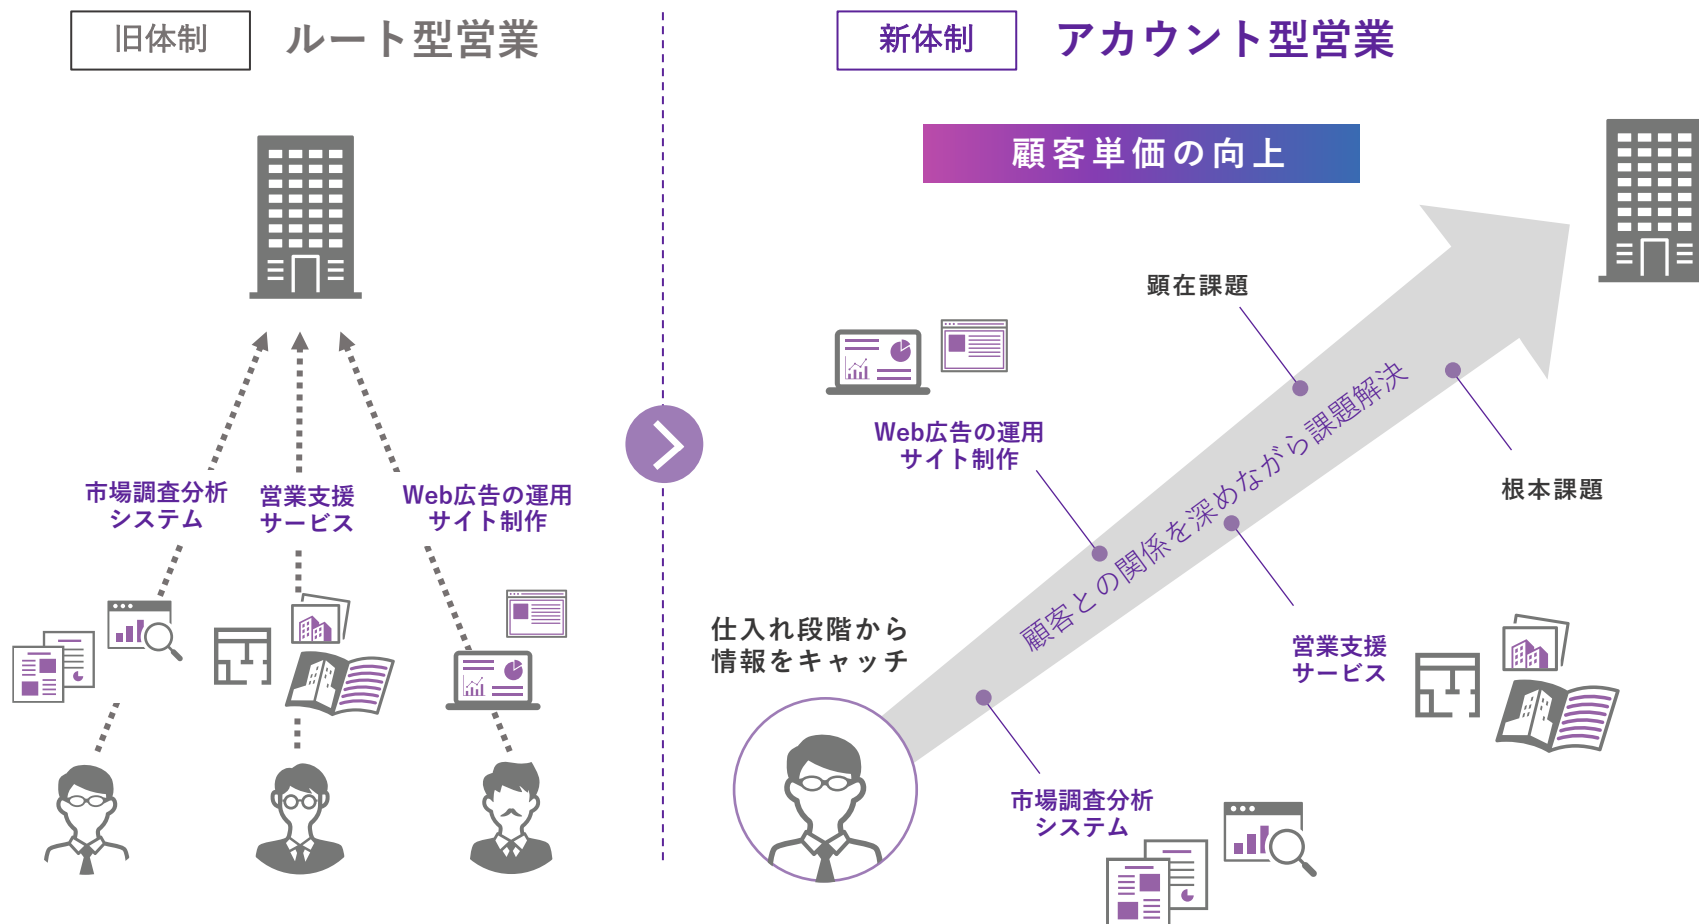 旧体制
ルート型営業
市場調査分析
システム
営業支援
サービス
Web広告の運用
サイト制作
新体制
アカウント型営業
顧客単価の向上
顕在課題
Web広告の運用
サイト制作
根本課題
顧客との関係を深めながら課題解決
仕入れ段階から
情報をキャッチ
営業支援
サービス
市場調査分析
システム